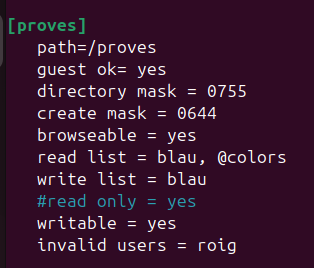 [proves]
path=/proves
guest ok= yes
directory mask = 0755
create mask = 0644
browseable = yes
read list = blau, @colors
write list = blau
#read only = yes
writable = yes
invalid users = roig